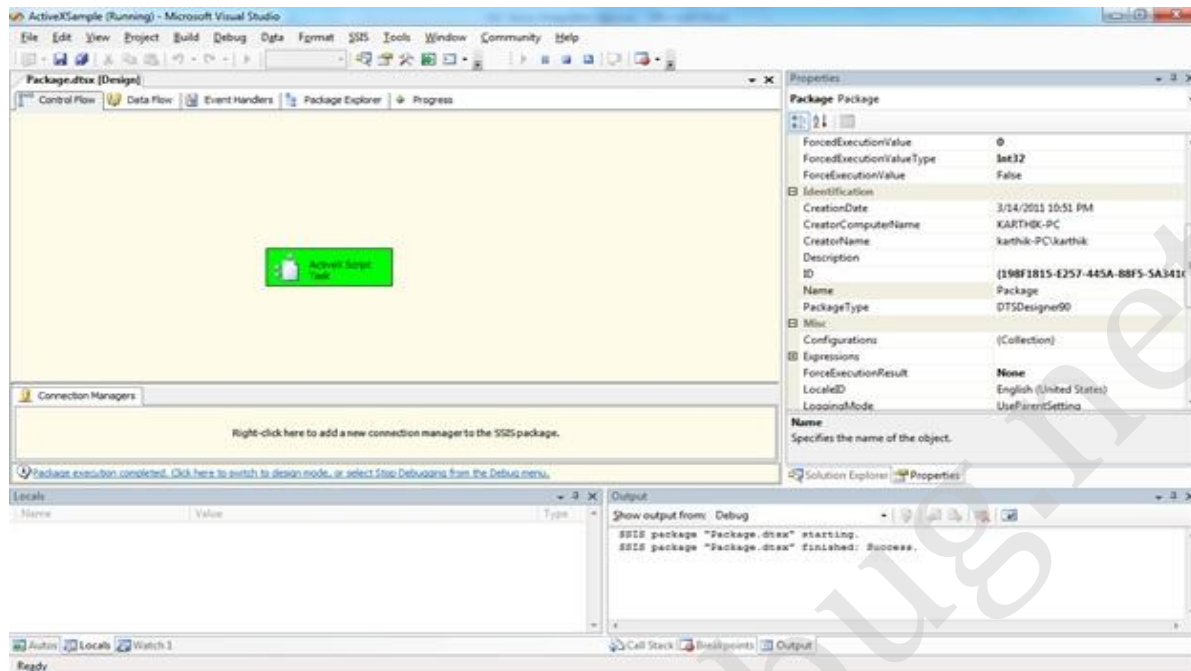 ActiveXSample (Running) - Microsoft Visual Studio
File Edit View Project Build Debug Data Format SSIS Tools Window Community Help
Package.dtsx [Design]
Control Flow Data Flow Event Handlers Package Explorer Progress
ActiveX Script
Task
Connection Managers
Right-click here to add a new connection manager to the SSIS package.
Package execution completed. Click here to switch to design mode, or select Stop Debugging from the Debug menu.
Properties
Package Package
ForcedExecutionValue 0
ForcedExecutionValueType Int32
ForceExecutionValue False
Identification
CreationDate 3/14/2011 10:51 PM
CreatorComputerName KARTHIK-PC
CreatorName karthik-PC\karthik
Description
ID {198F1815-E257-445A-88F5-5A341
Name Package
PackageType DTSDesigner90
Misc
Configurations (Collection)
Expressions
ForceExecutionResult None
LocaleID English (United States)
LoggingMode UseParentSetting
Name
Specifies the name of the object.
Solution Explorer Properties
Locals
Name Value Type
Output
Show output from: Debug
SSIS package "Package.dtsx" starting.
SSIS package "Package.dtsx" finished: Success.
Autos Locals Watch 1
Call Stack Breakpoints Output
Ready